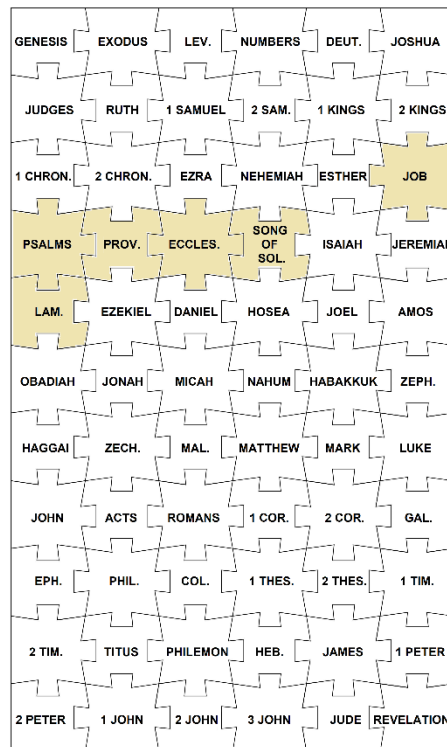 GENESIS EXODUS LEV. NUMBERS DEUT. JOSHUA
JUDGES RUTH 1 SAMUEL 2 SAM. 1 KINGS 2 KINGS
1 CHRON. 2 CHRON. EZRA NEHEMIAH ESTHER JOB
PSALMS PROV. ECCLES. SONG OF SOL. ISAIAH JEREMIAH
LAM. EZEKIEL DANIEL HOSEA JOEL AMOS
OBADIAH JONAH MICAH NAHUM HABAKKUK ZEPH.
HAGGAI ZECH. MAL. MATTHEW MARK LUKE
JOHN ACTS ROMANS 1 COR. 2 COR. GAL.
EPH. PHIL. COL. 1 THES. 2 THES. 1 TIM.
2 TIM. TITUS PHILEMON HEB. JAMES 1 PETER
2 PETER 1 JOHN 2 JOHN 3 JOHN JUDE REVELATION